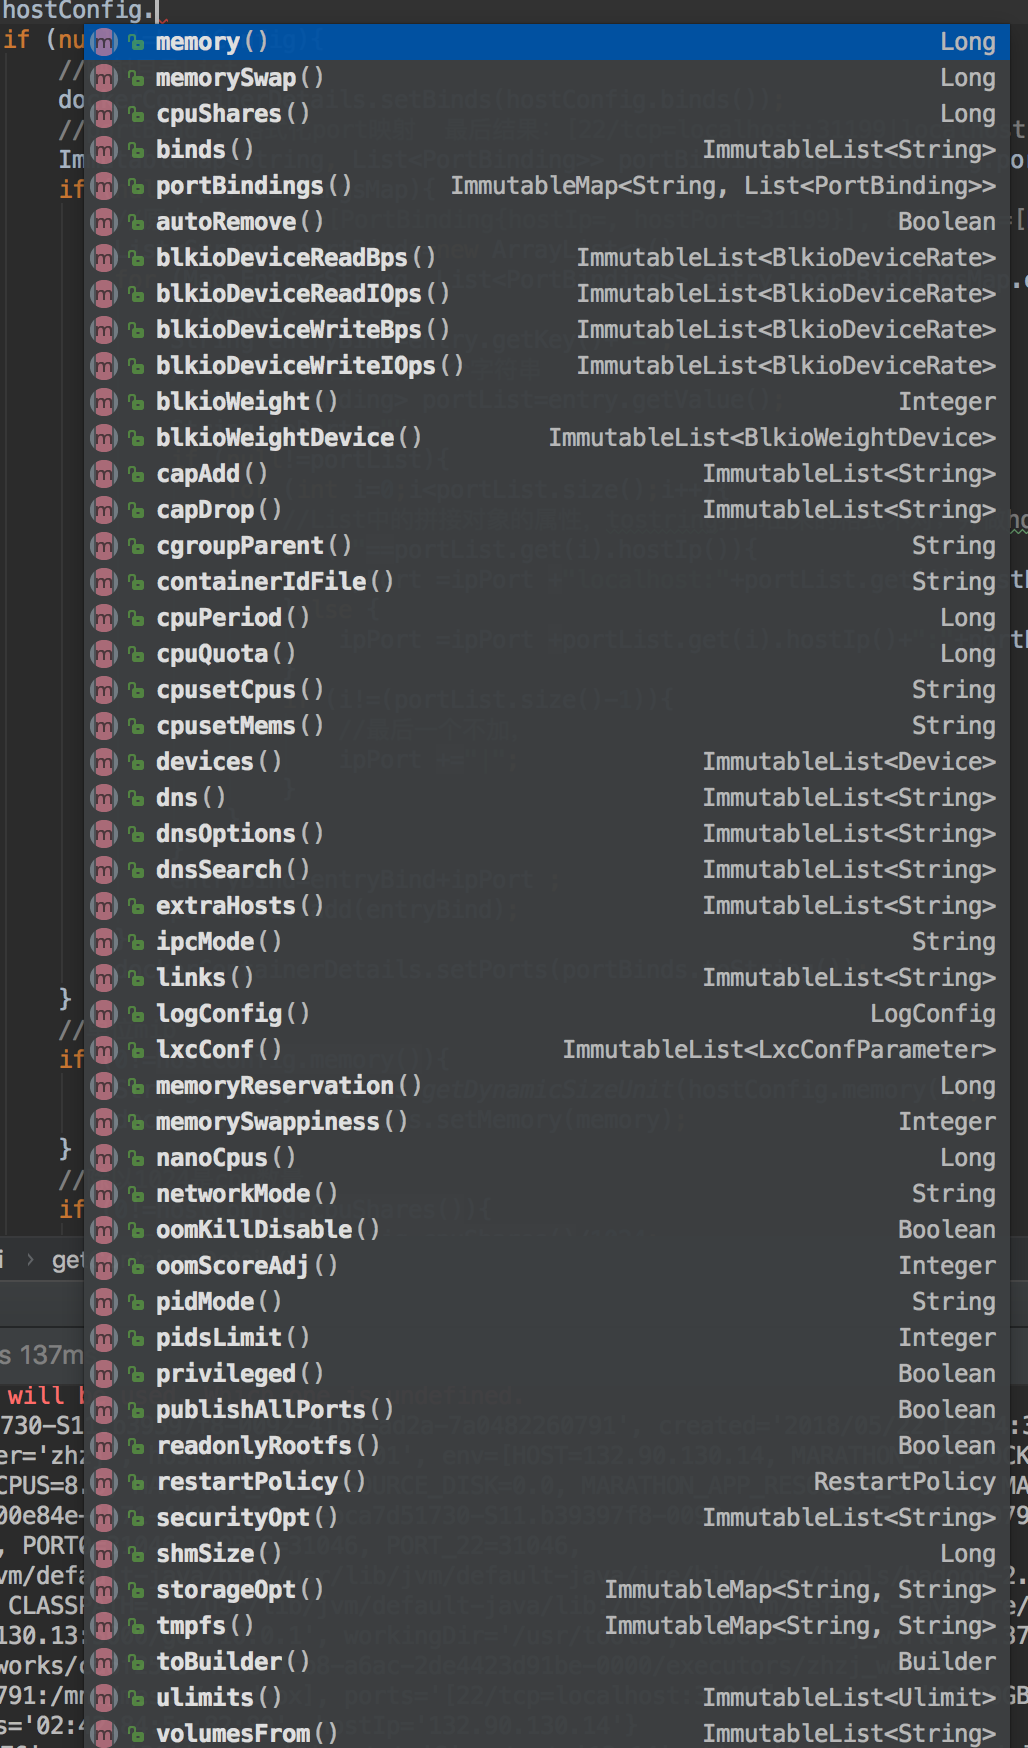 hostConfig.
if (nu
memory() Long
// memorySwap() Long
do cpuShares() Long
// binds() ImmutableList<String>
Im portBindings() ImmutableMap<String, List<PortBinding>>
if autoRemove() Boolean
blkioDeviceReadBps() ImmutableList<BlkioDeviceRate>
blkioDeviceReadIOps() ImmutableList<BlkioDeviceRate>
blkioDeviceWriteBps() ImmutableList<BlkioDeviceRate>
blkioDeviceWriteIOps() ImmutableList<BlkioDeviceRate>
blkioWeight() Integer
blkioWeightDevice() ImmutableList<BlkioWeightDevice>
capAdd() ImmutableList<String>
capDrop() ImmutableList<String>
cgroupParent() String
containerIdFile() String
cpuPeriod() Long
cpuQuota() Long
cpusetCpus() String
cpusetMems() String
devices() ImmutableList<Device>
dns() ImmutableList<String>
dnsOptions() ImmutableList<String>
dnsSearch() ImmutableList<String>
extraHosts() ImmutableList<String>
ipcMode() String
links() ImmutableList<String>
} logConfig() LogConfig
// lxcConf() ImmutableList<LxcConfParameter>
if memoryReservation() Long
memorySwappiness() Integer
} nanoCpus() Long
// networkMode() String
if oomKillDisable() Boolean
i › get oomScoreAdj() Integer
pidMode() String
s 137m pidsLimit() Integer
will b privileged() Boolean
730-S1 publishAllPorts() Boolean
er='zhz readonlyRootfs() Boolean
CPUS=8. restartPolicy() RestartPolicy
00e84e- securityOpt() ImmutableList<String>
, PORT0 shmSize() Long
vm/defa storageOpt() ImmutableMap<String, String>
CLASSP tmpfs() ImmutableMap<String, String>
130.13:
works/c toBuilder() Builder
791:/mn ulimits() ImmutableList<Ulimit>
s='02:4 volumesFrom() ImmutableList<String>